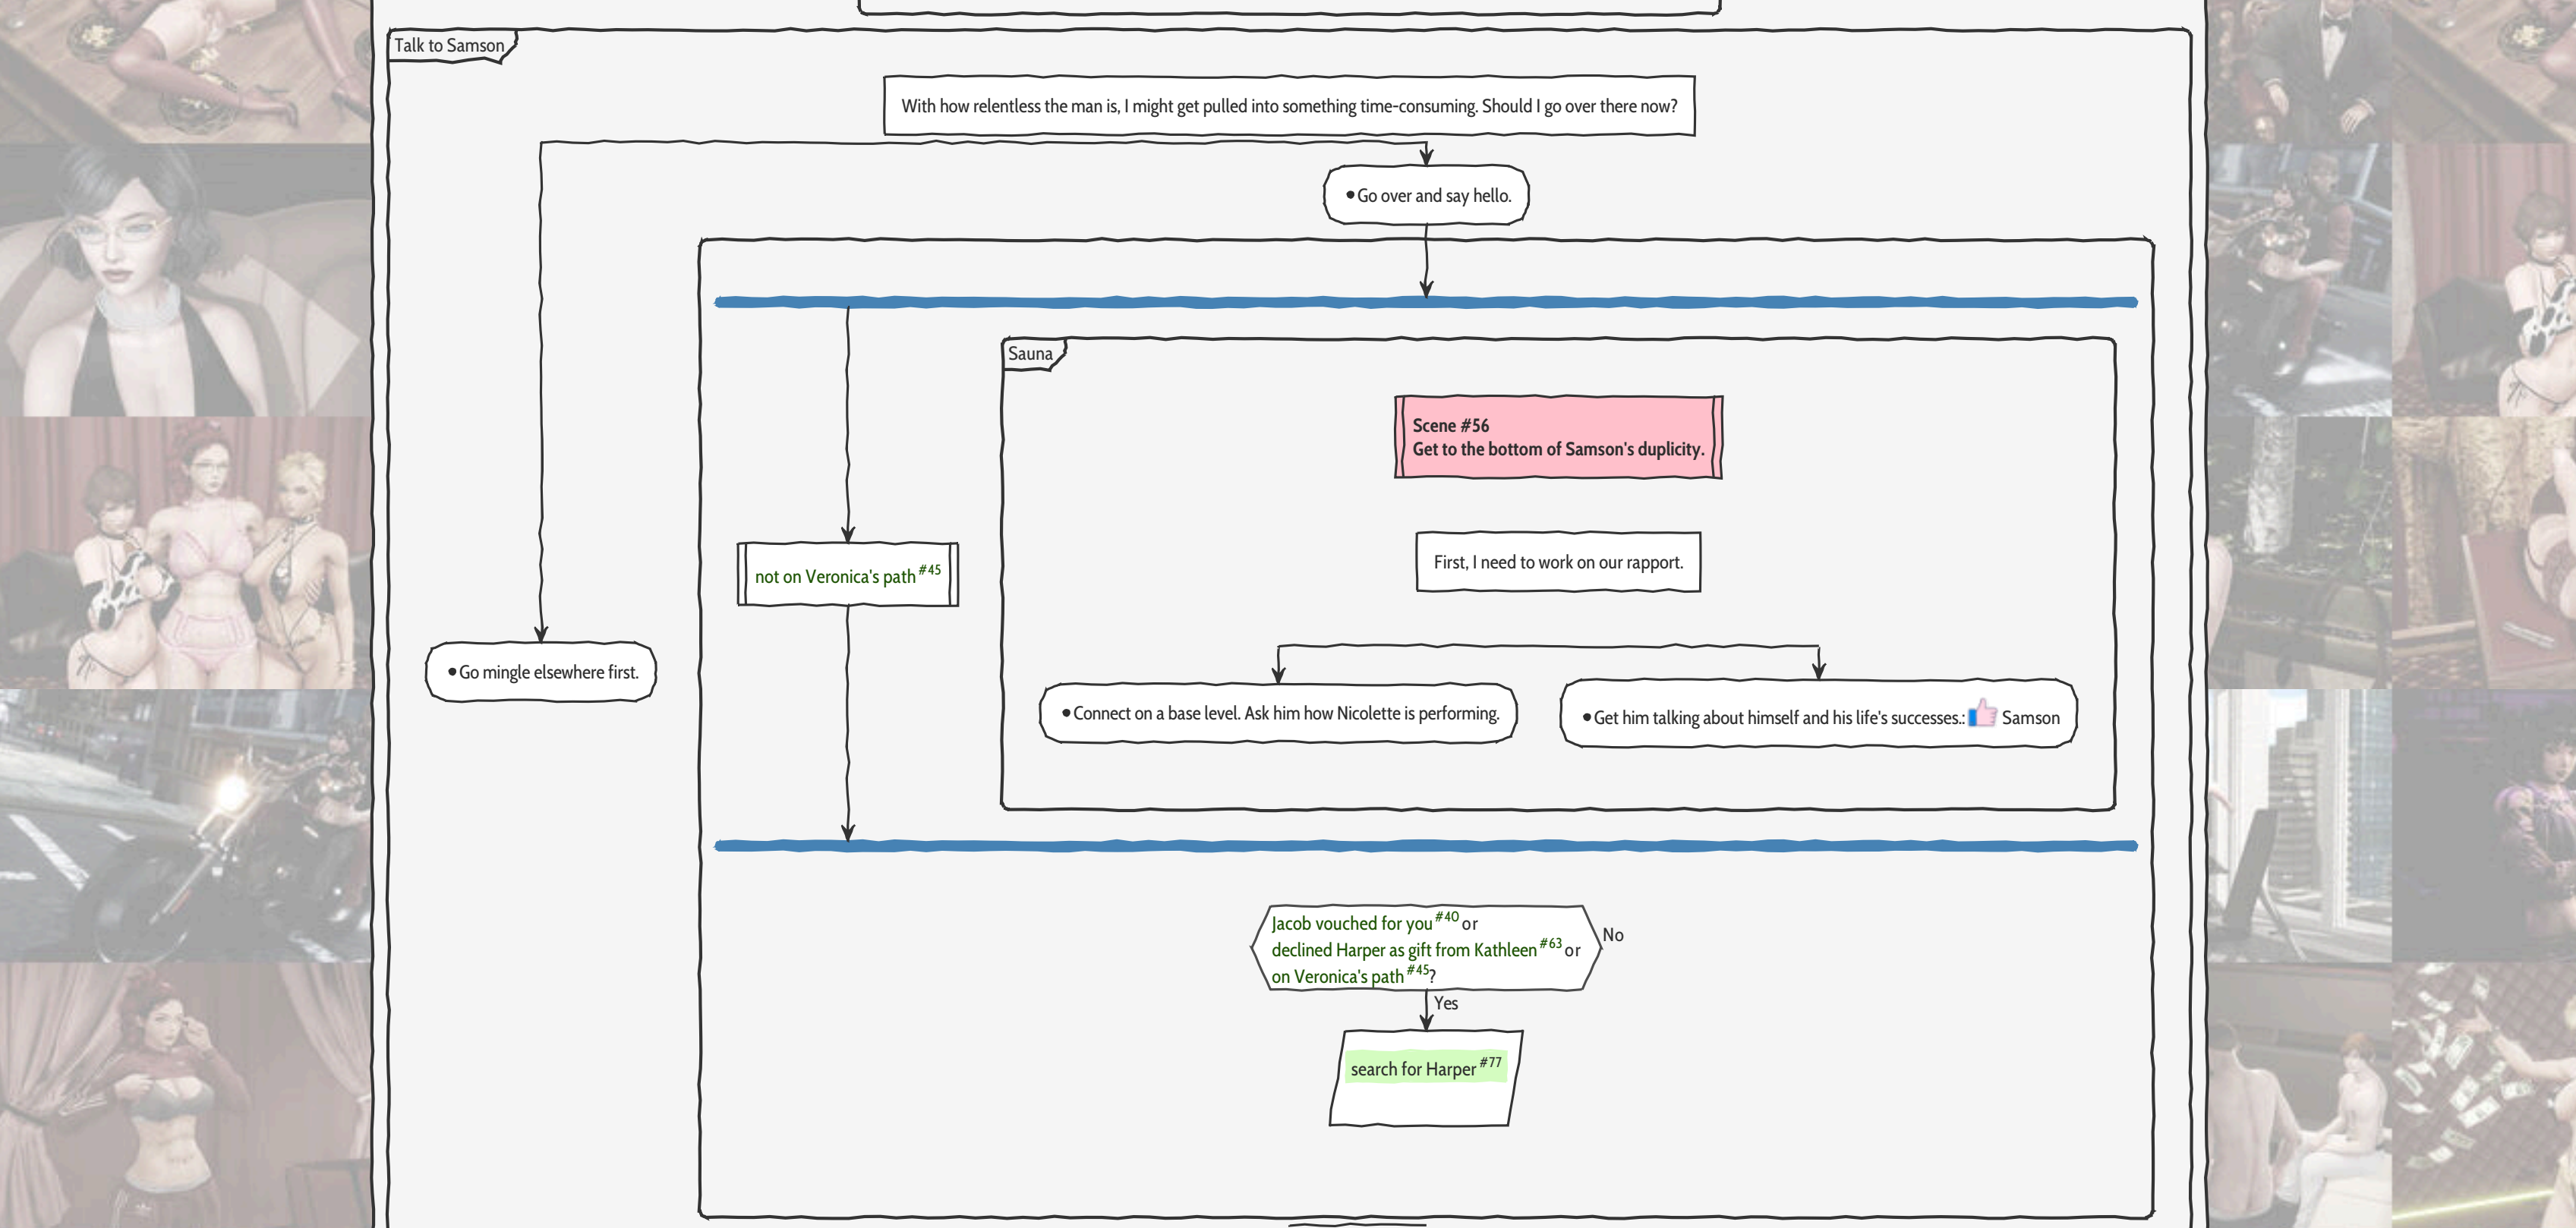 Talk to Samson
With how relentless the man is, I might get pulled into something time-consuming. Should I go over there now?
•Go over and say hello.
Sauna
Scene #56
Get to the bottom of Samson's duplicity.
First, I need to work on our rapport.
not on Veronica's path #45
•Go mingle elsewhere first.
•Connect on a base level. Ask him how Nicolette is performing.
•Get him talking about himself and his life's successes.: Samson
Jacob vouched for you #40 or
declined Harper as gift from Kathleen #63 or
on Veronica's path #45?
No
Yes
search for Harper #77